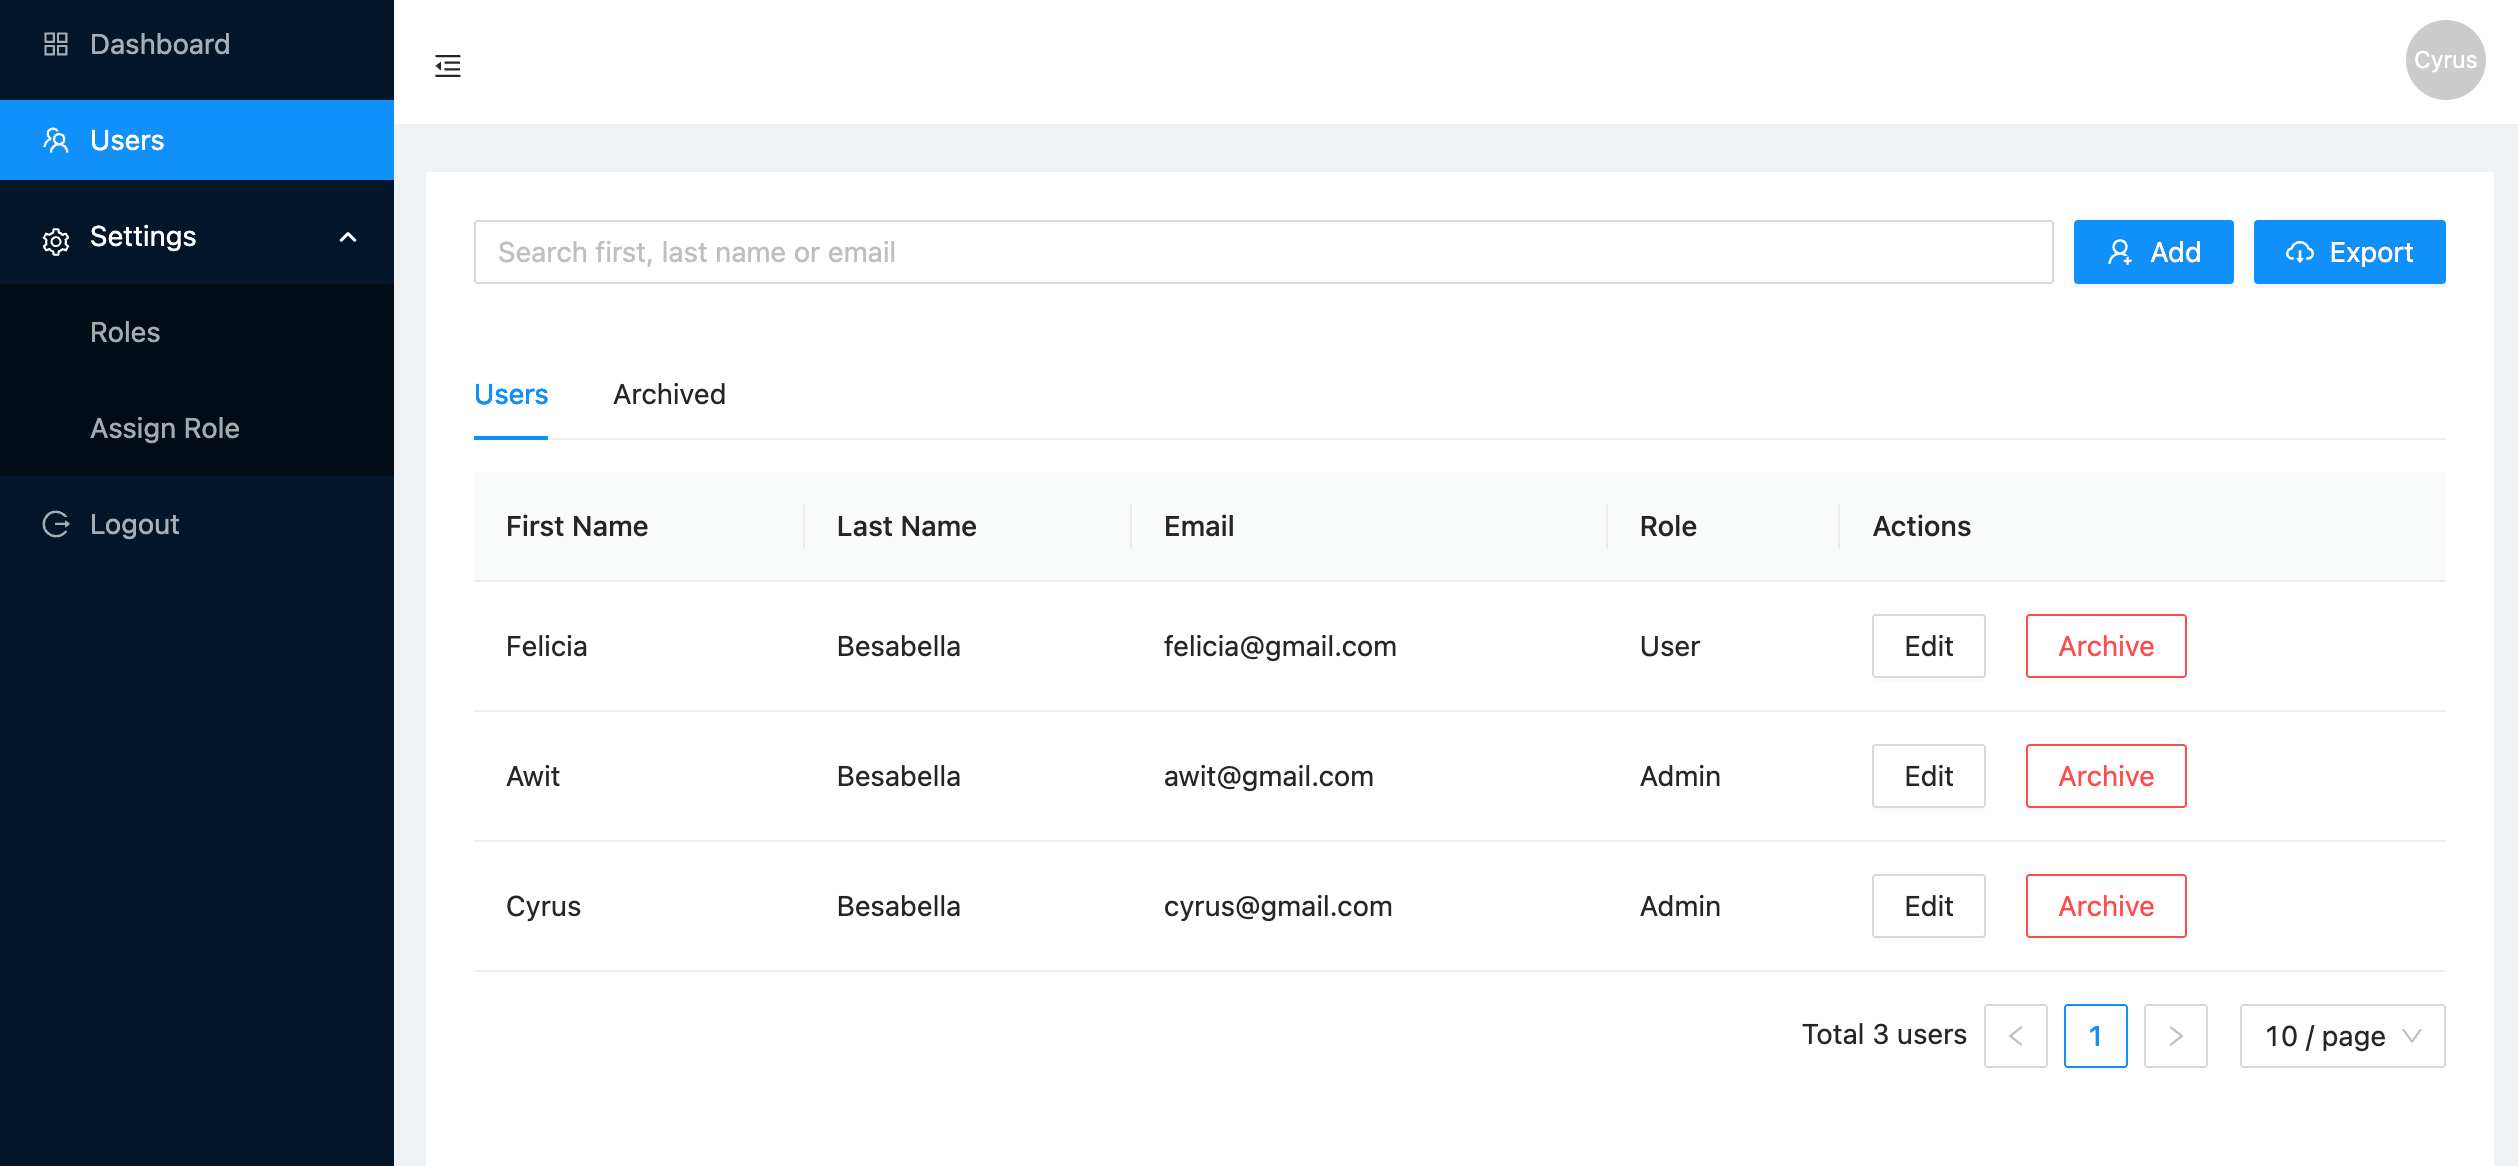 Dashboard
Users
Settings
Roles
Assign Role
Logout
Cyrus
Search first, last name or email
Add
Export
Users Archived
First Name Last Name Email Role Actions
Felicia Besabella felicia@gmail.com User Edit Archive
Awit Besabella awit@gmail.com Admin Edit Archive
Cyrus Besabella cyrus@gmail.com Admin Edit Archive
Total 3 users < 1 > 10 / page